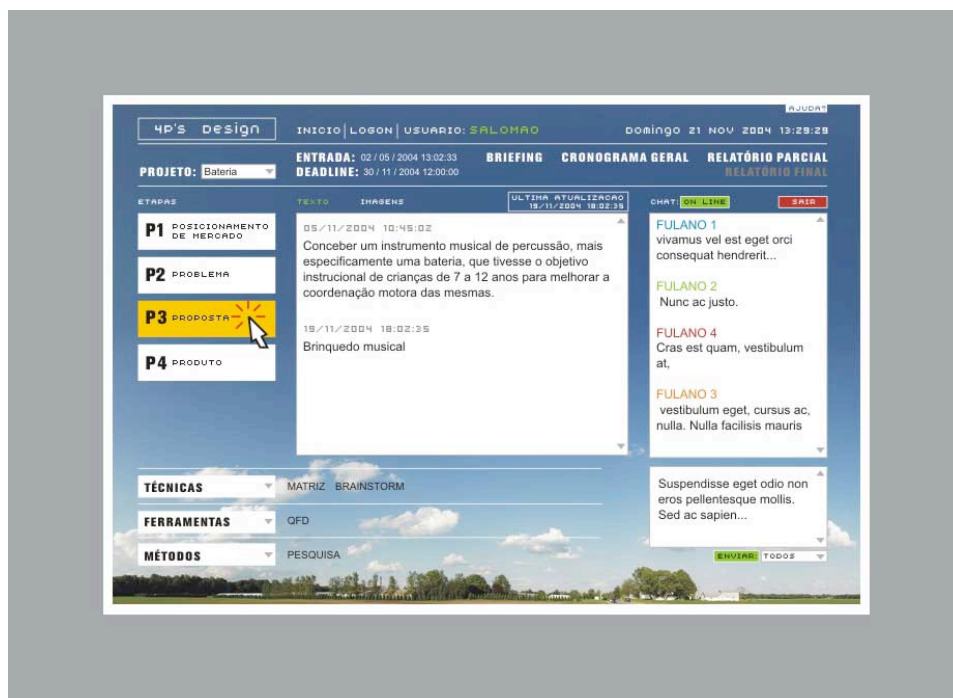 AJUDA?
4P's Design
INICIO|LOGON|USUARIO: SALOMAO
Domingo 21 NOV 2004 13:29:29
PROJETO: Bateria
ENTRADA: 02 / 05 / 2004 13:02:33
DEADLINE: 30 / 11 / 2004 12:00:00
BRIEFING CRONOGRAMA GERAL RELATÓRIO PARCIAL
RELATÓRIO FINAL
ETAPAS
P1 POSICIONAMENTO
DE MERCADO
P2 PROBLEMA
P3 PROPOSTA
P4 PRODUTO
TEXTO IMAGENS
ULTIMA ATUALIZACAO
19/11/2004 18:02:35
05/11/2004 10:45:02
Conceber um instrumento musical de percussão, mais
especificamente uma bateria, que tivesse o objetivo
instrucional de crianças de 7 a 12 anos para melhorar a
coordenação motora das mesmas.
19/11/2004 18:02:35
Brinquedo musical
CHAT: ON LINE SAIR
FULANO 1
vivamus vel est eget orci
consequat hendrerit...
FULANO 2
Nunc ac justo.
FULANO 4
Cras est quam, vestibulum
at,
FULANO 3
vestibulum eget, cursus ac,
nulla. Nulla facilisis mauris
Suspendisse eget odio non
eros pellentesque mollis.
Sed ac sapien...
ENVIAR: TODOS
TÉCNICAS MATRIZ BRAINSTORM
FERRAMENTAS QFD
MÉTODOS PESQUISA